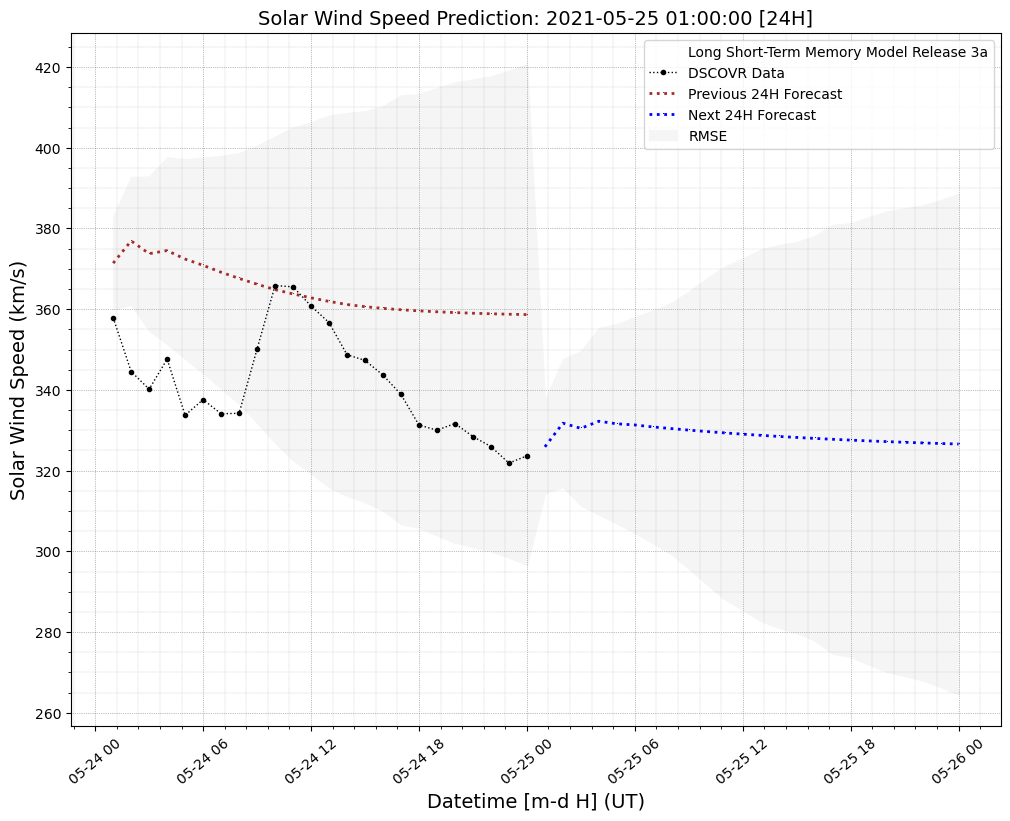 Solar Wind Speed Prediction: 2021-05-25 01:00:00 [24H]
Long Short-Term Memory Model Release 3a
DSCOVR Data
Previous 24H Forecast
Next 24H Forecast
RMSE
Solar Wind Speed (km/s)
420
400
380
360
340
320
300
280
260
05-24 00
05-24 06
05-24 12
05-24 18
05-25 00
05-25 06
05-25 12
05-25 18
05-26 00
Datetime [m-d H] (UT)